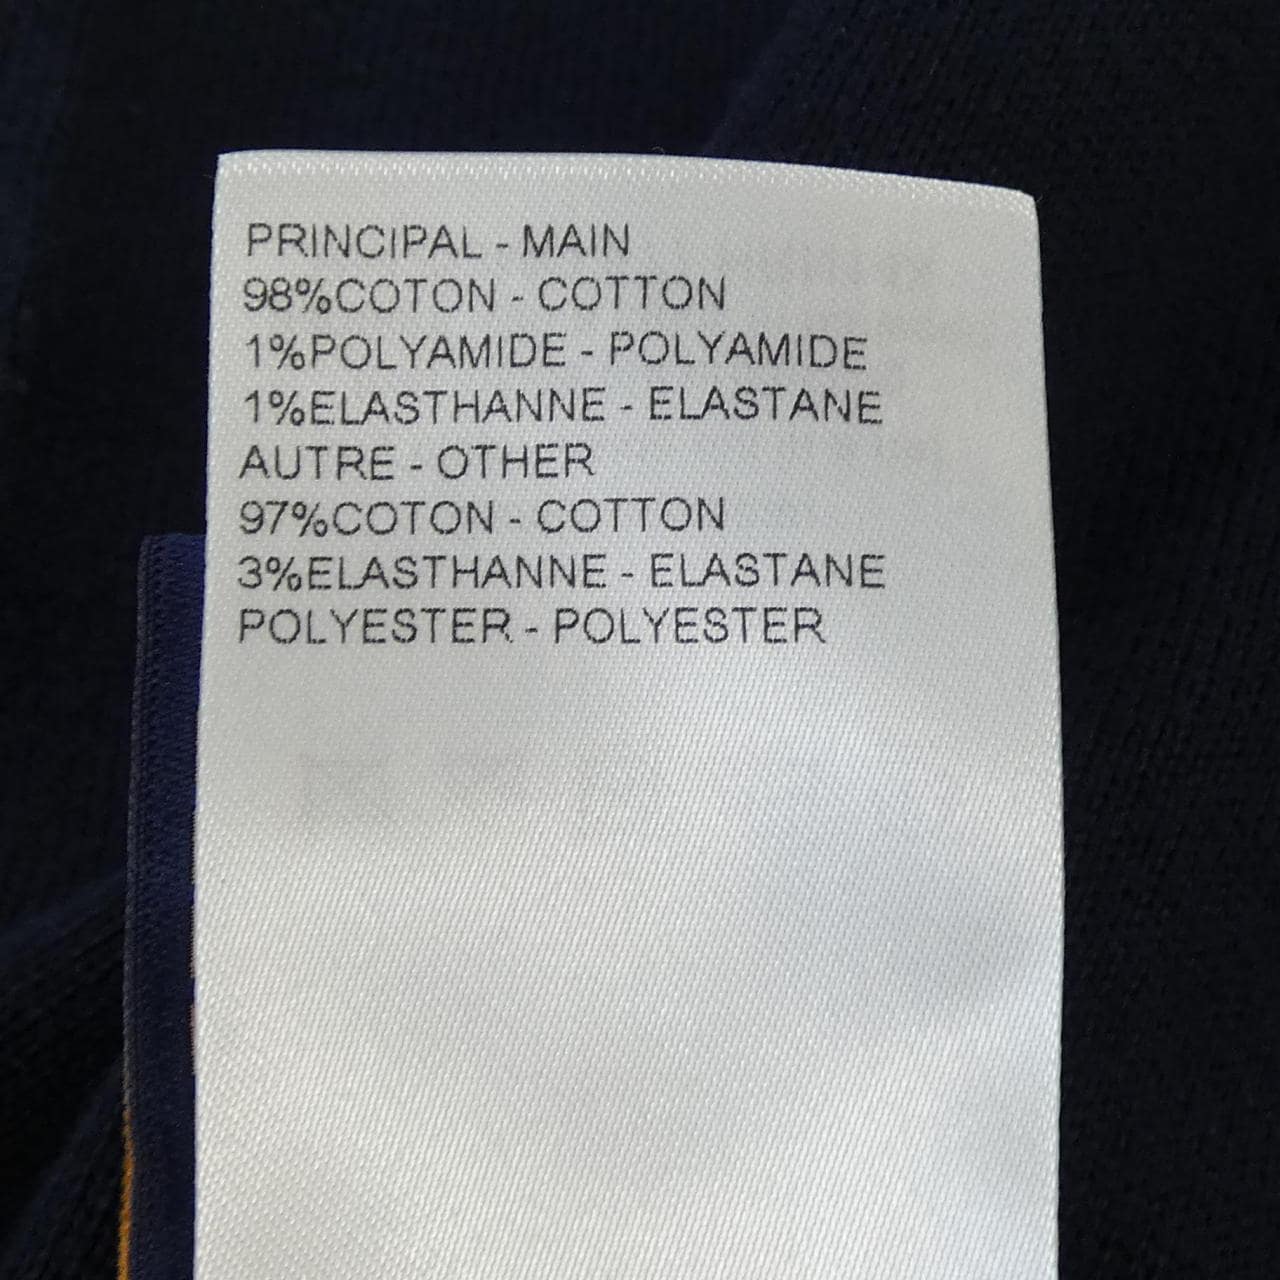 PRINCIPAL - MAIN
98%COTON - COTTON
1%POLYAMIDE - POLYAMIDE
1%ELASTHANNE - ELASTANE
AUTRE - OTHER
97%COTON - COTTON
3%ELASTHANNE - ELASTANE
POLYESTER - POLYESTER